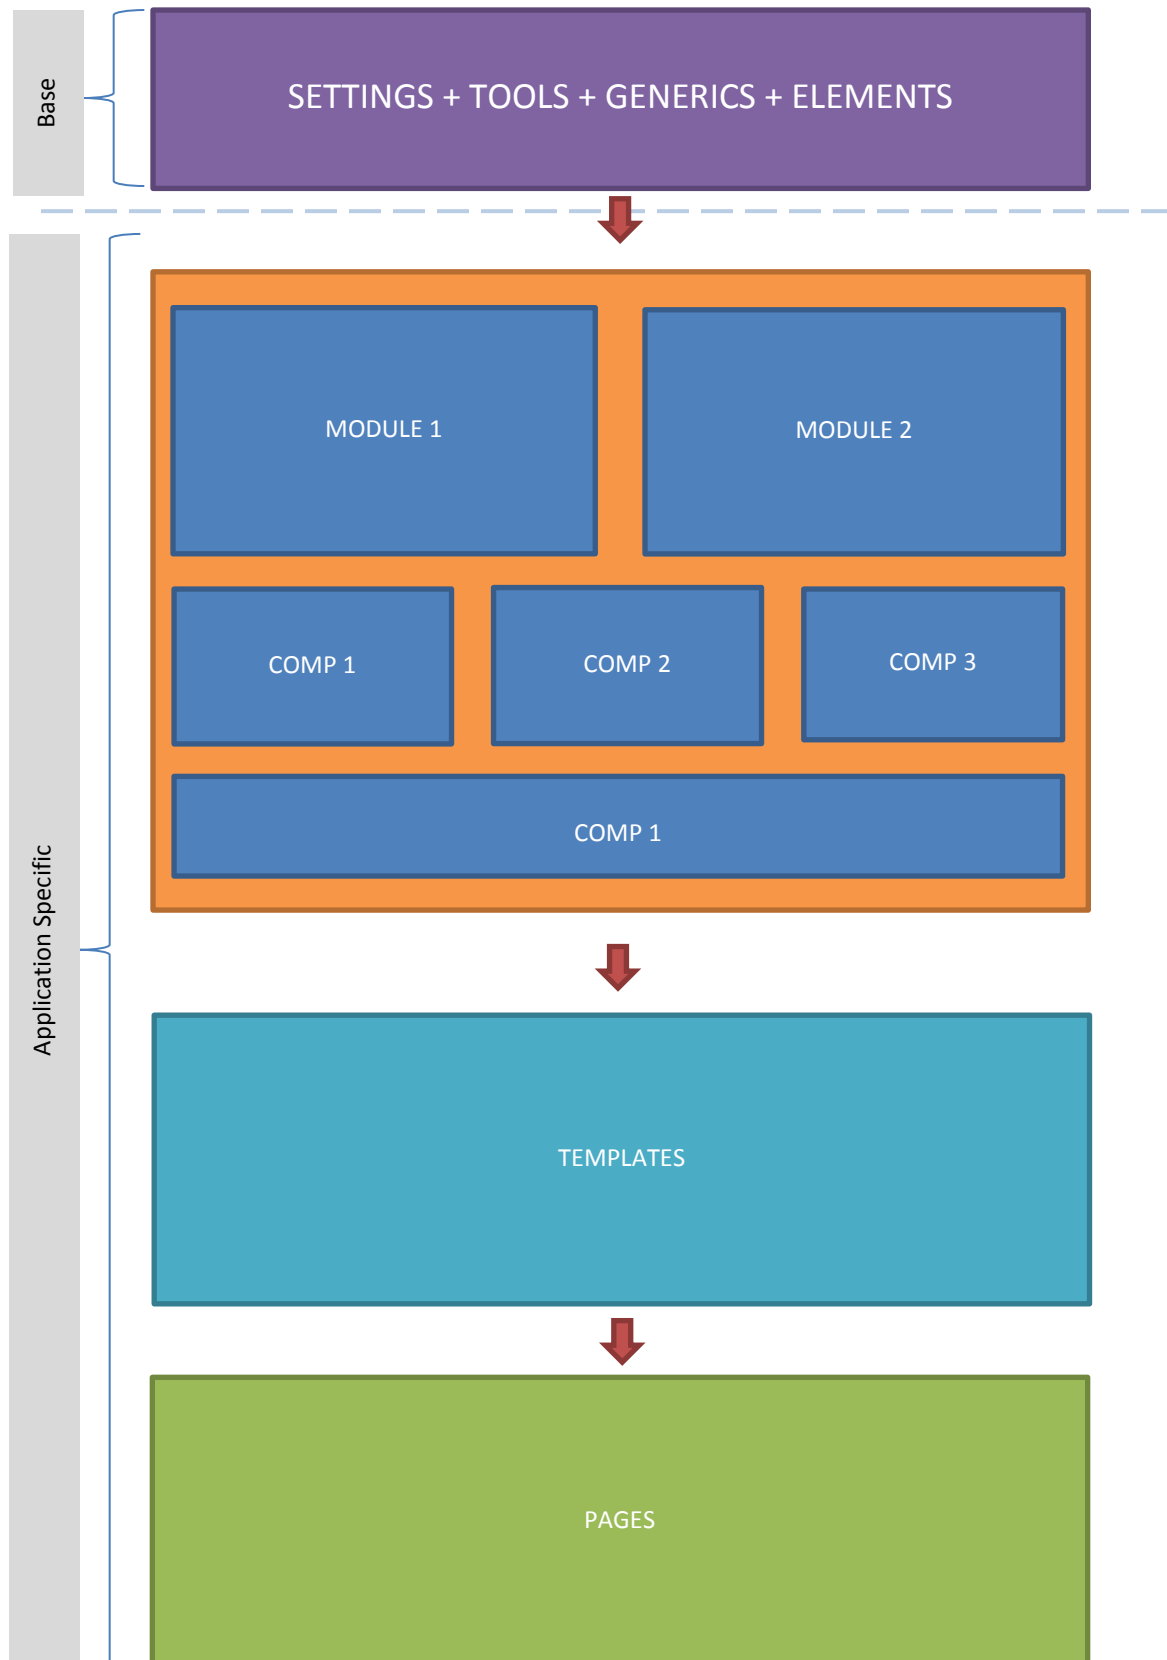 Base
SETTINGS + TOOLS + GENERICS + ELEMENTS
Application Specific
MODULE 1
MODULE 2
COMP 1
COMP 2
COMP 3
COMP 1
TEMPLATES
PAGES